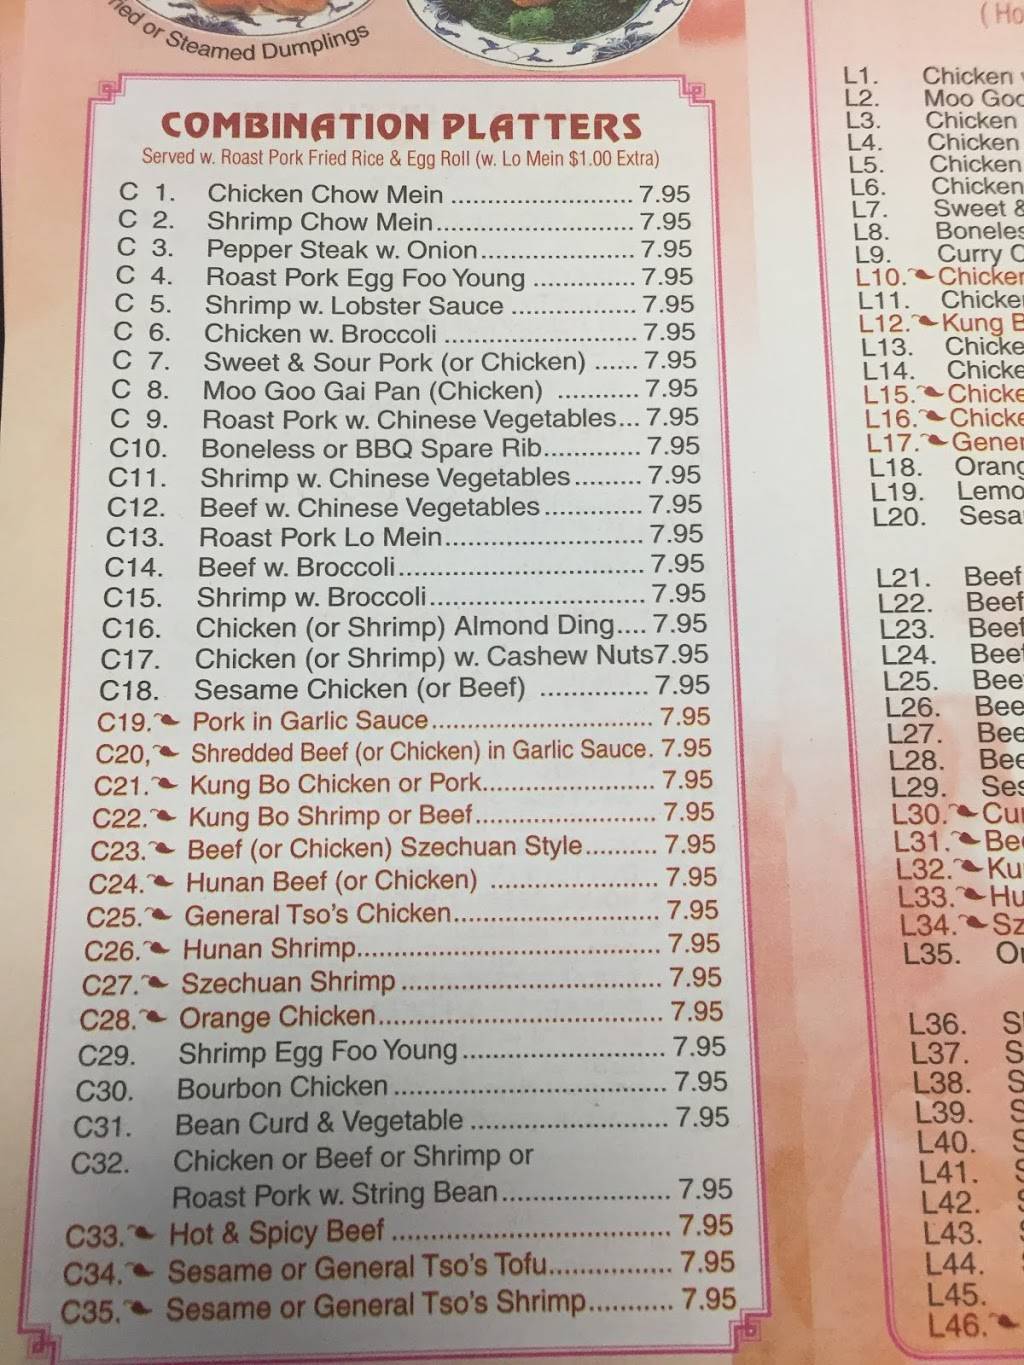 ried or Steamed Dumplings
COMBINATION PLATTERS
Served w. Roast Pork Fried Rice & Egg Roll (w. Lo Mein $1.00 Extra)
C 1. Chicken Chow Mein ........................ 7.95
C 2. Shrimp Chow Mein.......................... 7.95
C 3. Pepper Steak w. Onion.................... 7.95
C 4. Roast Pork Egg Foo Young .............. 7.95
C 5. Shrimp w. Lobster Sauce ................. 7.95
C 6. Chicken w. Broccoli .......................... 7.95
C 7. Sweet & Sour Pork (or Chicken) ...... 7.95
C 8. Moo Goo Gai Pan (Chicken) ........... 7.95
C 9. Roast Pork w. Chinese Vegetables... 7.95
C10. Boneless or BBQ Spare Rib............. 7.95
C11. Shrimp w. Chinese Vegetables......... 7.95
C12. Beef w. Chinese Vegetables............. 7.95
C13. Roast Pork Lo Mein.......................... 7.95
C14. Beef w. Broccoli................................. 7.95
C15. Shrimp w. Broccoli............................. 7.95
C16. Chicken (or Shrimp) Almond Ding.... 7.95
C17. Chicken (or Shrimp) w. Cashew Nuts7.95
C18. Sesame Chicken (or Beef) ............... 7.95
C19. Pork in Garlic Sauce.............................. 7.95
C20, Shredded Beef (or Chicken) in Garlic Sauce. 7.95
C21. Kung Bo Chicken or Pork....................... 7.95
C22. Kung Bo Shrimp or Beef........................ 7.95
C23. Beef (or Chicken) Szechuan Style.......... 7.95
C24. Hunan Beef (or Chicken) ....................... 7.95
C25. General Tso's Chicken............................ 7.95
C26. Hunan Shrimp......................................... 7.95
C27. Szechuan Shrimp ................................... 7.95
C28. Orange Chicken...................................... 7.95
C29. Shrimp Egg Foo Young ........................... 7.95
C30. Bourbon Chicken .................................... 7.95
C31. Bean Curd & Vegetable .......................... 7.95
C32. Chicken or Beef or Shrimp or
Roast Pork w. String Bean....................... 7.95
C33. Hot & Spicy Beef ................................... 7.95
C34. Sesame or General Tso's Tofu................ 7.95
C35. Sesame or General Tso's Shrimp........... 7.95
( Ho
L1. Chicken
L2. Moo Goo
L3. Chicken
L4. Chicken
L5. Chicken
L6. Chicken
L7. Sweet &
L8. Boneles
L9. Curry C
L10. Chicken
L11. Chicken
L12. Kung B
L13. Chicke
L14. Chicke
L15. Chicke
L16. Chicke
L17. Gener
L18. Orang
L19. Lemo
L20. Sesa
L21. Beef
L22. Beef
L23. Beef
L24. Beef
L25. Beef
L26. Bee
L27. Bee
L28. Bee
L29. Ses
L30. Cur
L31. Bee
L32. Ku
L33. Hu
L34. Sz
L35. Or
L36. S
L37. S
L38. S
L39. S
L40. S
L41. S
L42. S
L43.
L44.
L45.
L46.